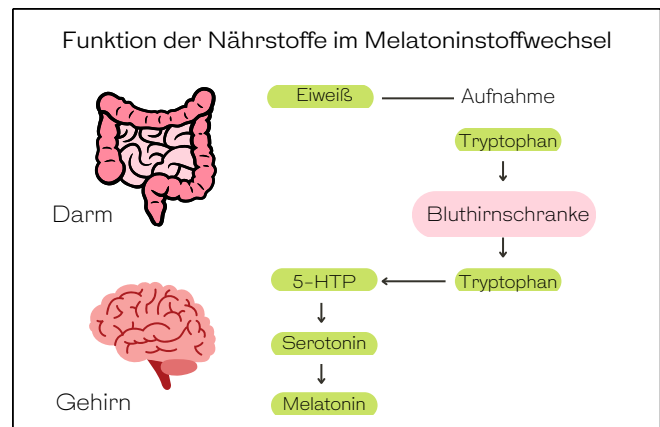 Funktion der Nährstoffe im Melatoninstoffwechsel
Eiweiß Aufnahme
Tryptophan
Darm
Bluthirnschranke
5-HTP Tryptophan
Serotonin
Gehirn
Melatonin